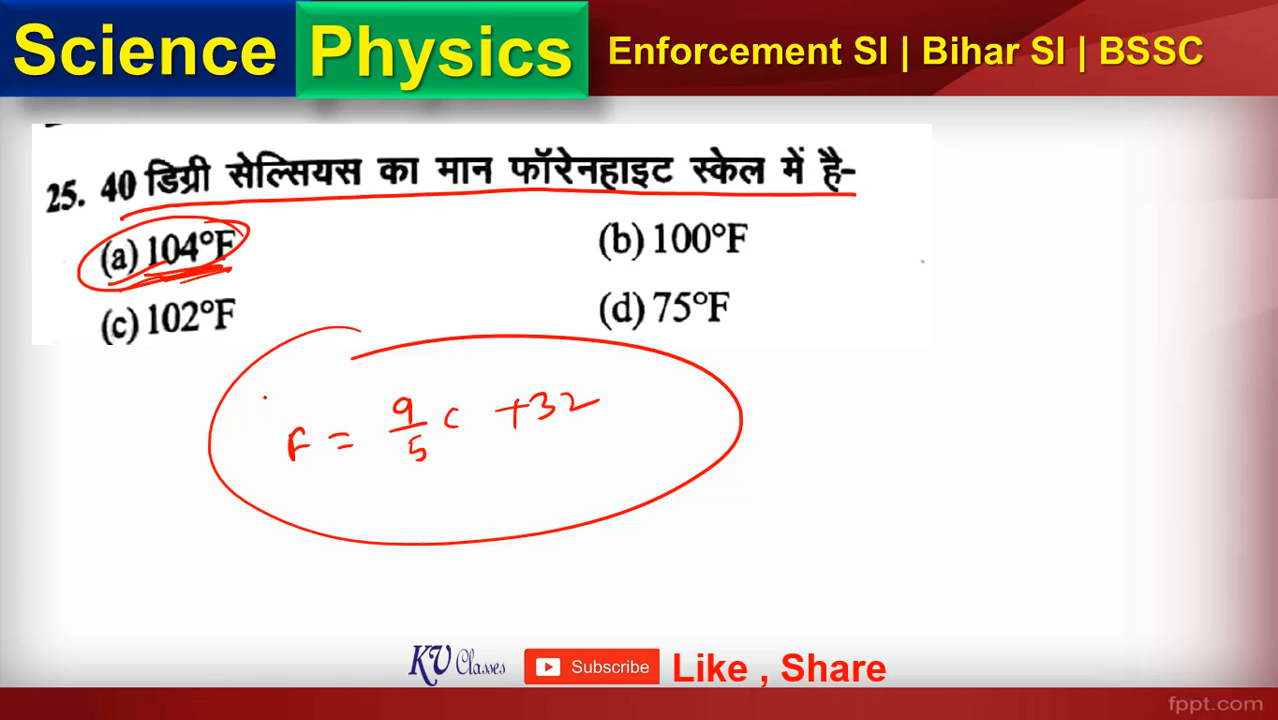 Science Physics Enforcement SI | Bihar SI | BSSC
25. 40 डिग्री सेल्सियस का मान फॉरेनहाइट स्केल में है-
(a) 104°F (b) 100°F
(c) 102°F (d) 75°F
F = 9/5 C +32
KV Classes Subscribe Like , Share
fppt.com